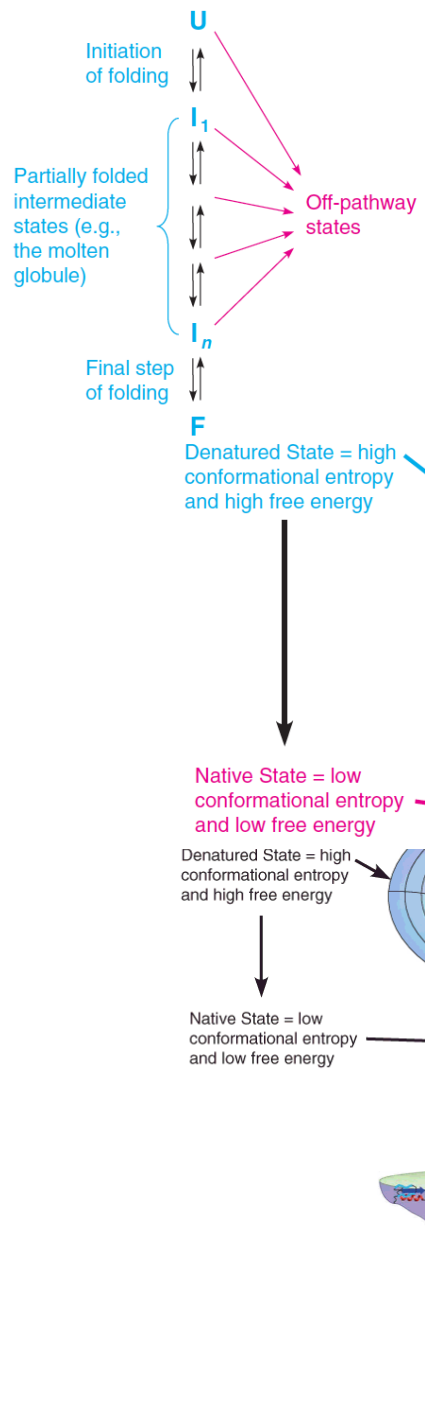 U
Initiation
of folding
I1
Partially folded
intermediate
states (e.g.,
the molten
globule)
Off-pathway
states
In
Final step
of folding
F
Denatured State = high
conformational entropy
and high free energy
Native State = low
conformational entropy
and low free energy
Denatured State = high
conformational entropy
and high free energy
Native State = low
conformational entropy
and low free energy